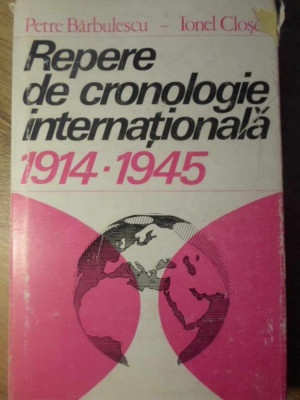 Petre Bărbulescu – Ionel
Repere
de cronologie
internațională
1914·1945